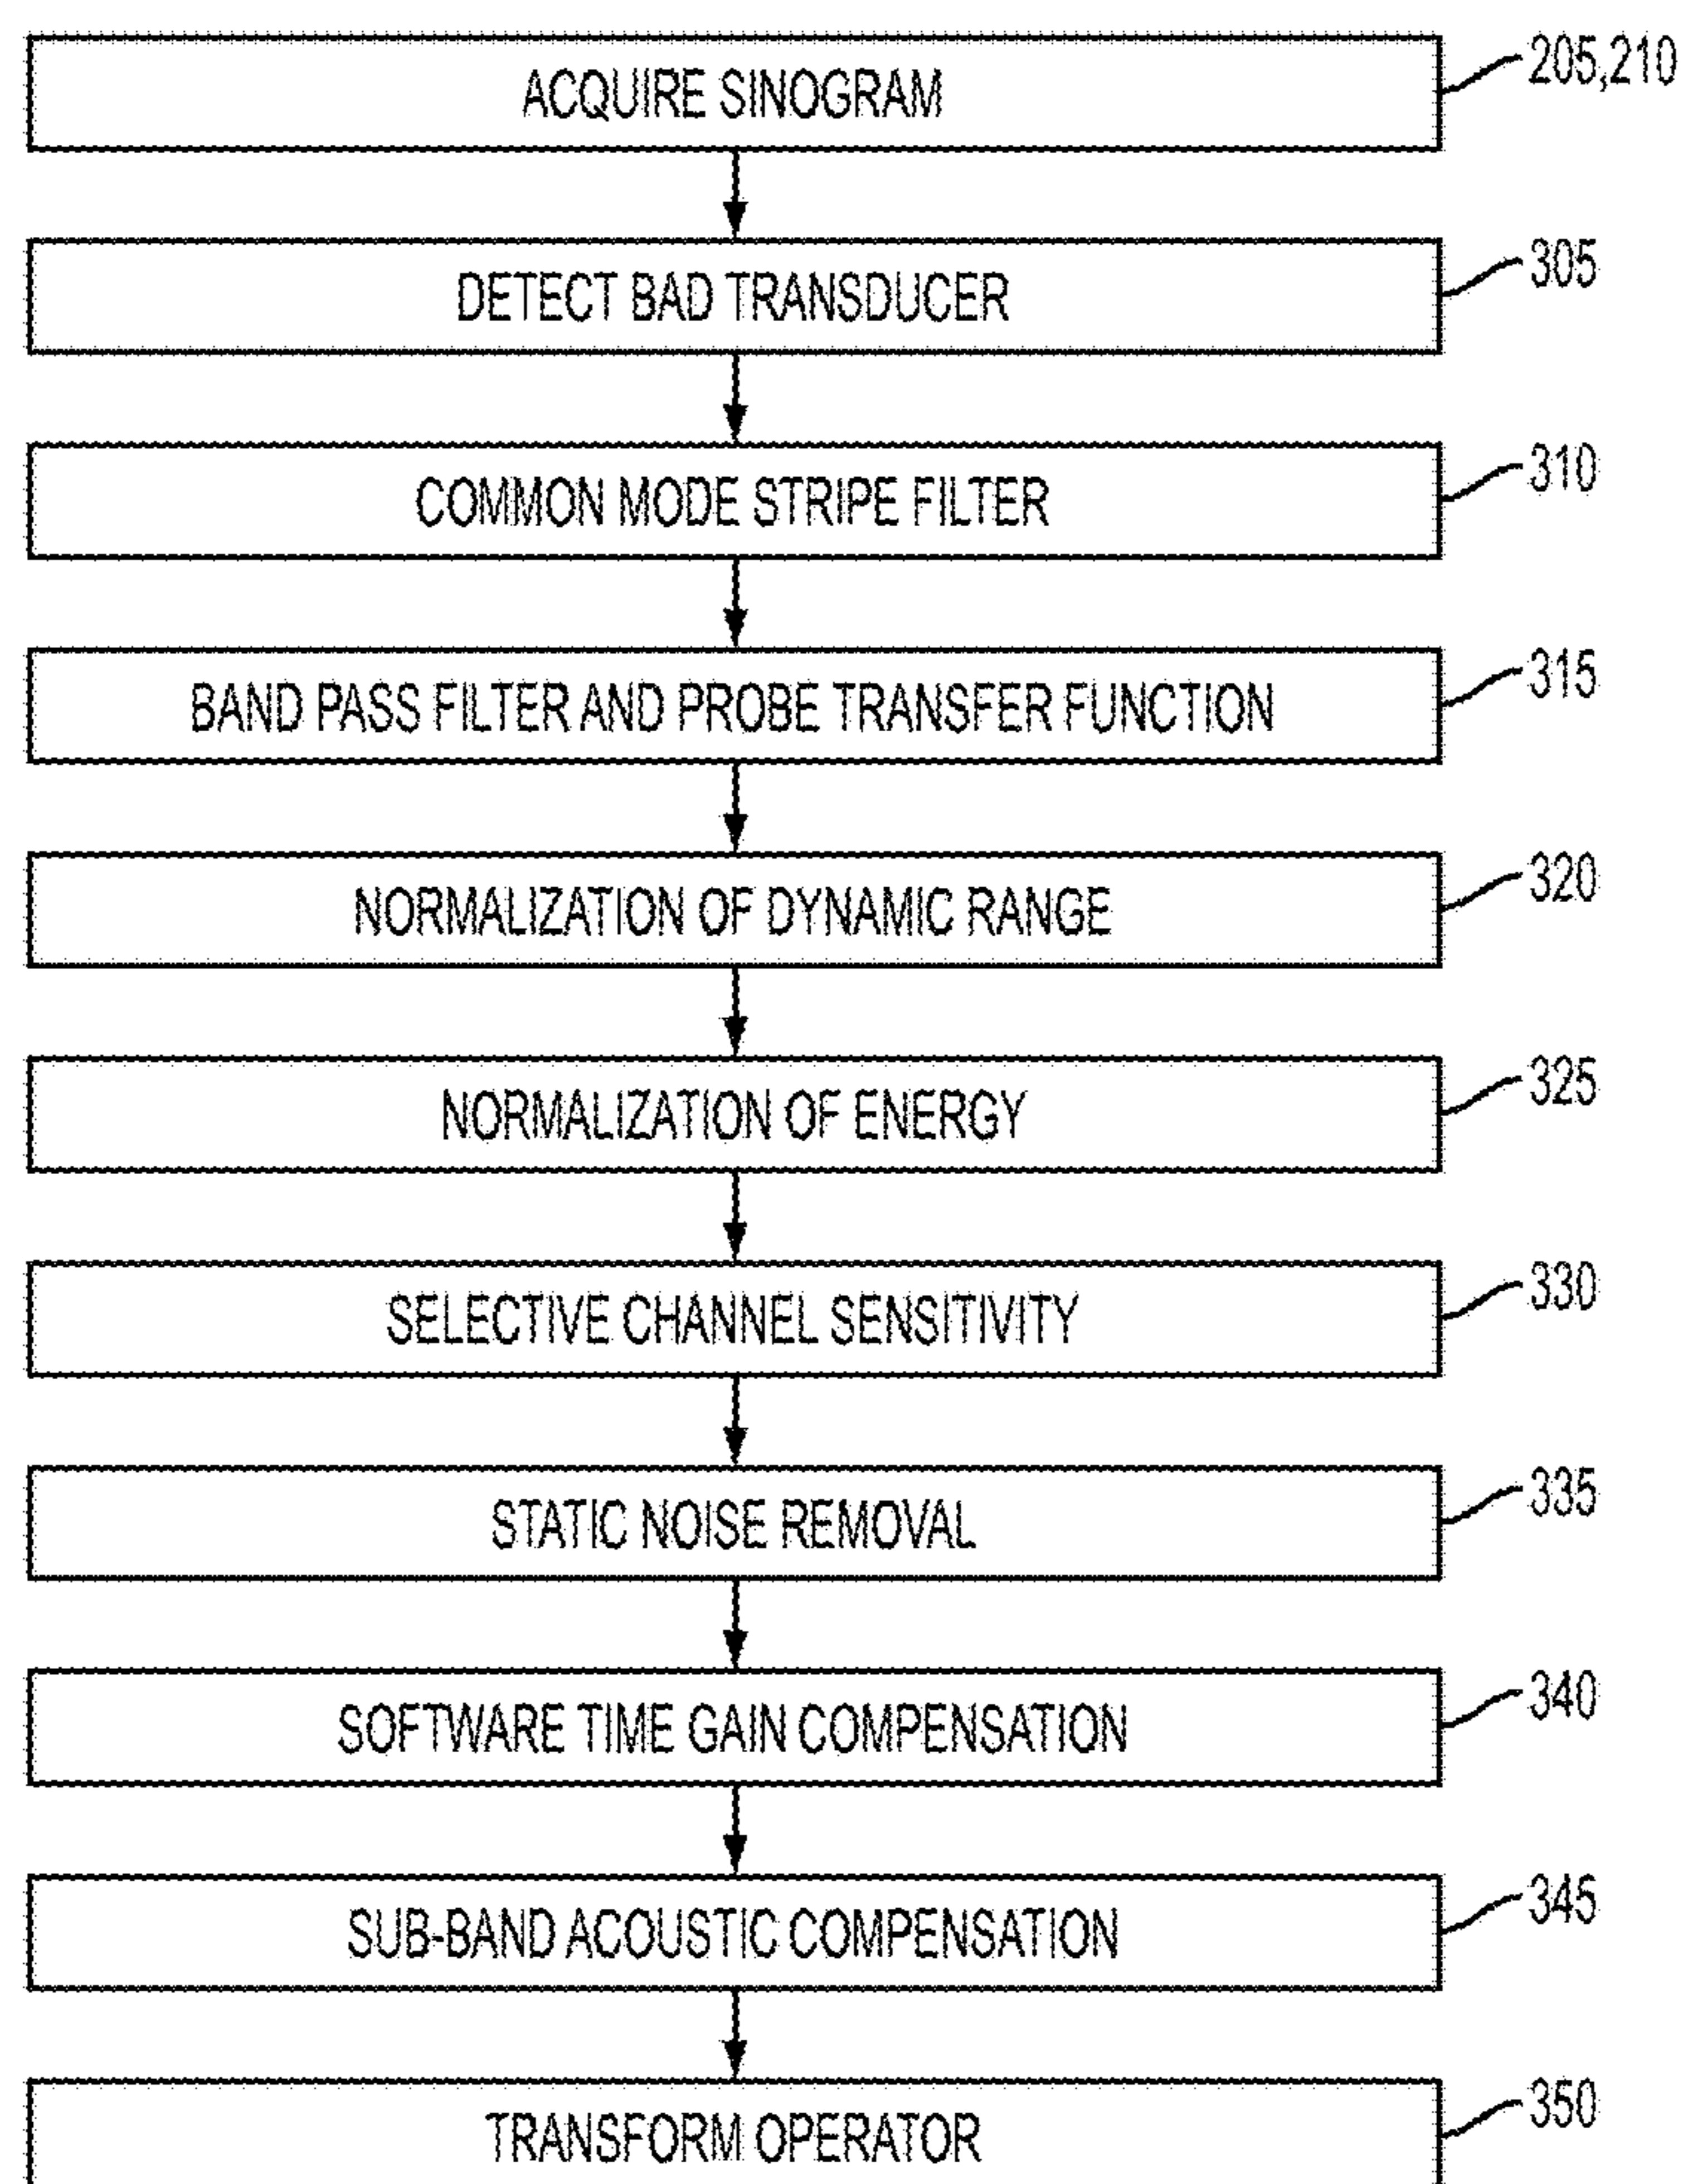 ACQUIRE SINOGRAM
205,210
DETECT BAD TRANSDUCER
305
COMMON MODE STRIPE FILTER
310
BAND PASS FILTER AND PROBE TRANSFER FUNCTION
315
NORMALIZATION OF DYNAMIC RANGE
320
NORMALIZATION OF ENERGY
325
SELECTIVE CHANNEL SENSITIVITY
330
STATIC NOISE REMOVAL
335
SOFTWARE TIME GAIN COMPENSATION
340
SUB-BAND ACOUSTIC COMPENSATION
345
TRANSFORM OPERATOR
350